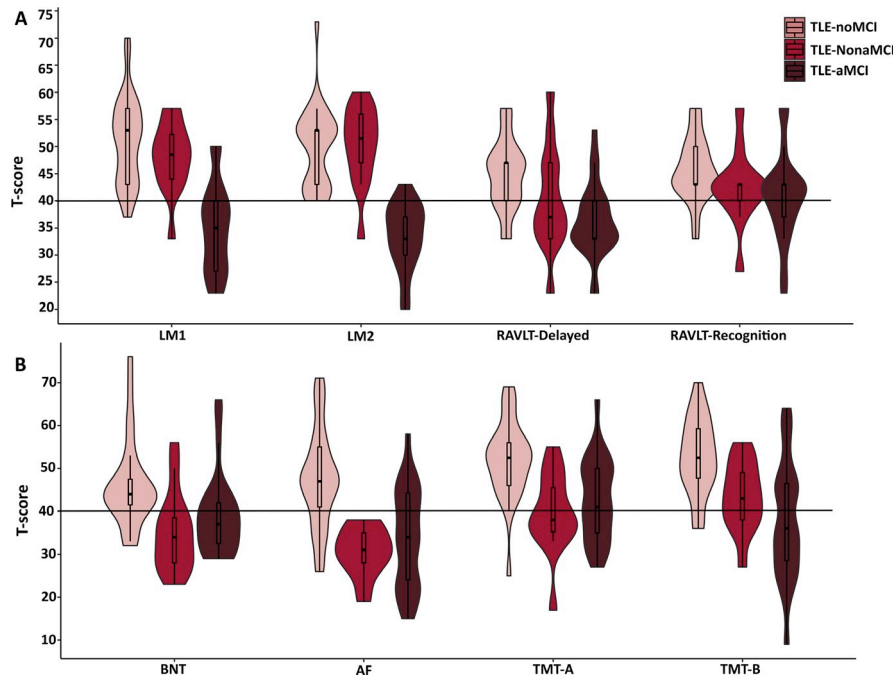 A
T-score
75
70
65
60
55
50
45
40
35
30
25
20
TLE-noMCI
TLE-NonaMCI
TLE-aMCI
LM1 LM2 RAVLT-Delayed RAVLT-Recognition
B
T-score
70
60
50
40
30
20
10
BNT AF TMT-A TMT-B